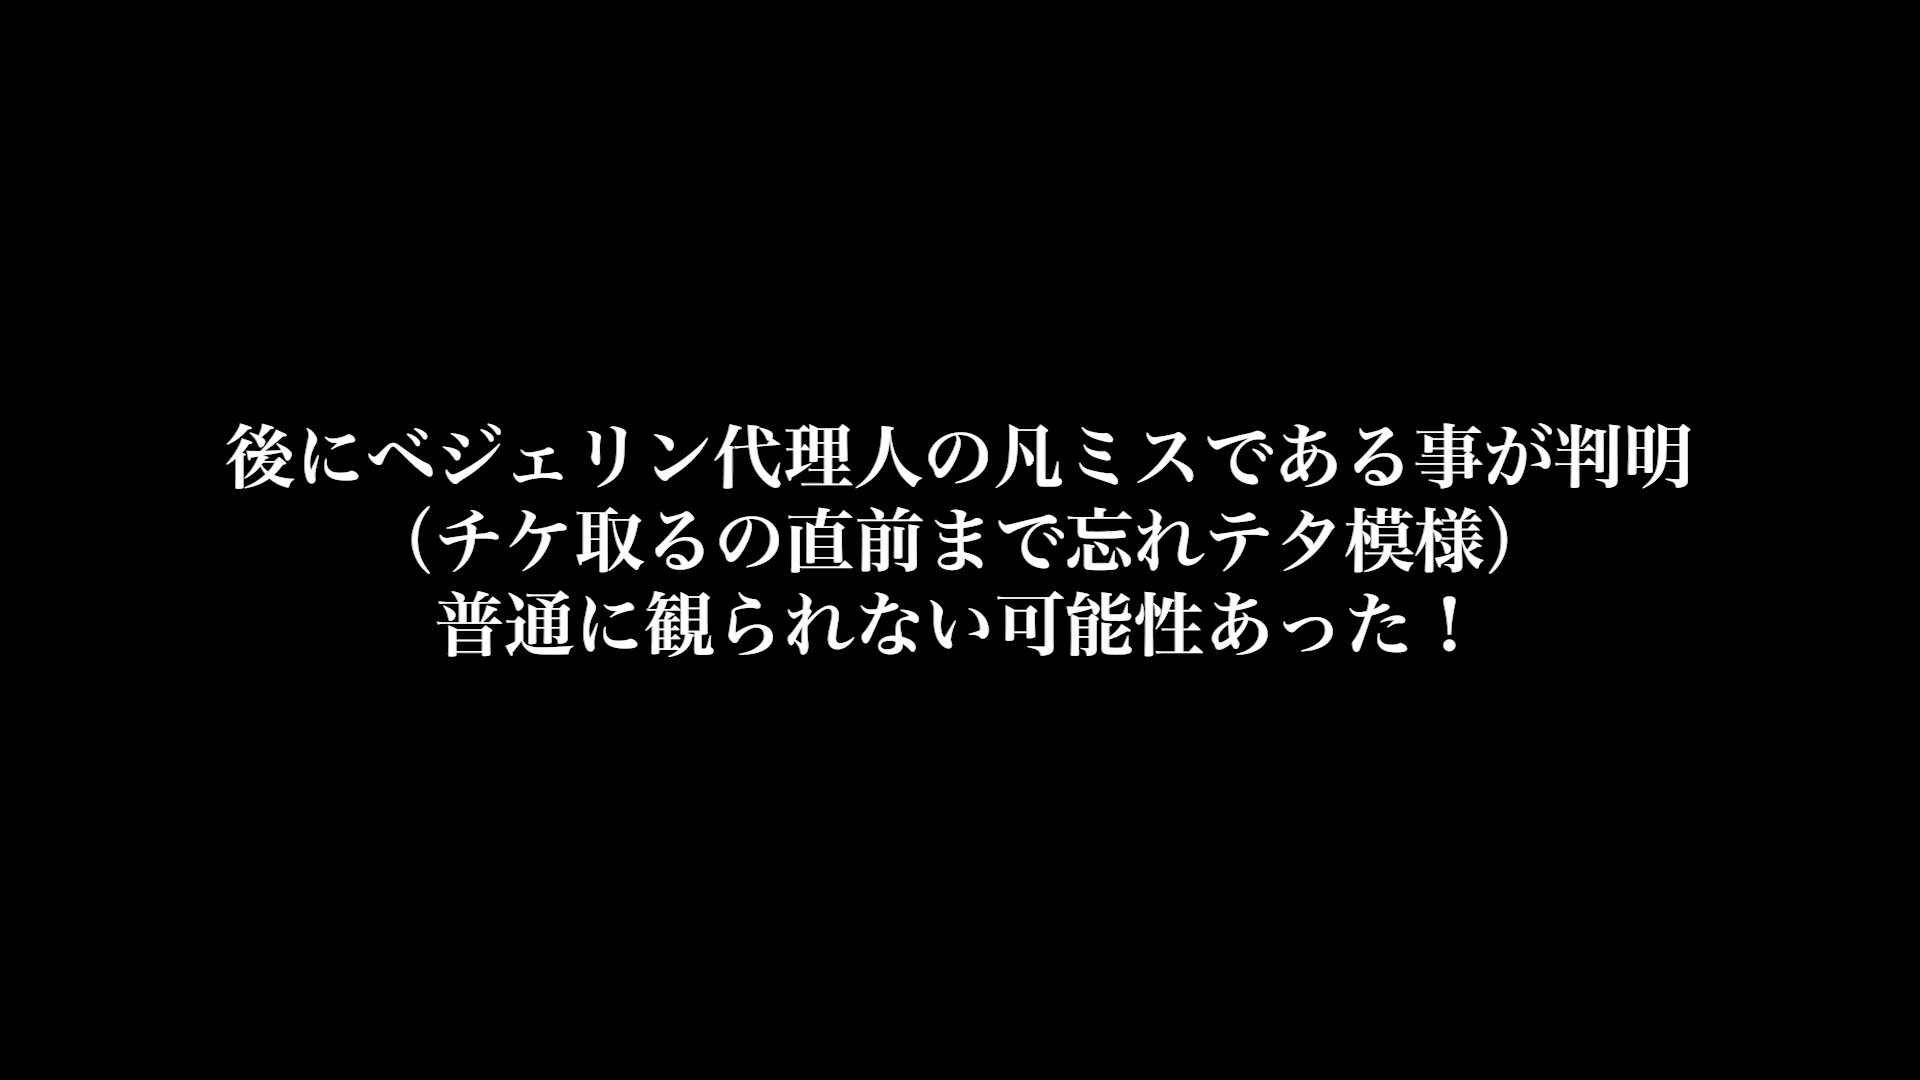 後にベジェリン代理人の凡ミスである事が判明
（チケ取るの直前まで忘れテタ模様）
普通に観られない可能性あった！